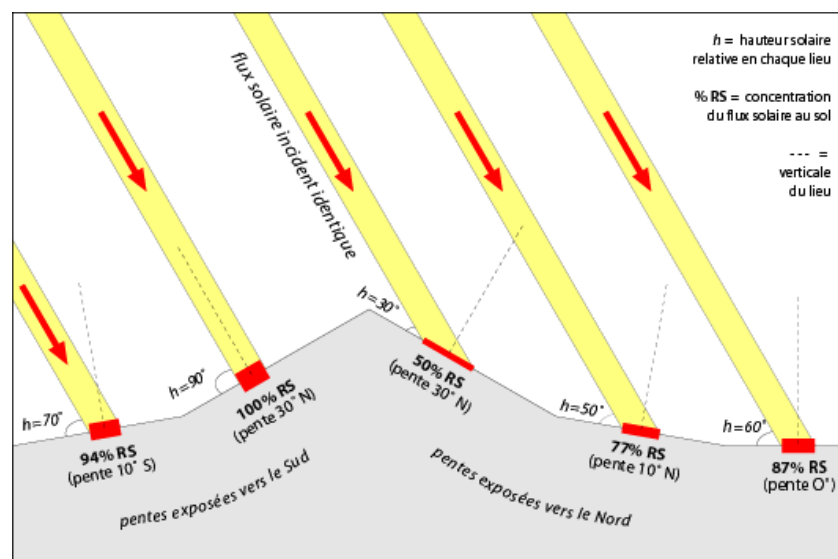 h = hauteur solaire
relative en chaque lieu
% RS = concentration
du flux solaire au sol
--- =
verticale
du lieu
flux solaire incident identique
h=70°
94% RS
(pente 10° S)
h=90°
100% RS
(pente 30° N)
h=30°
50% RS
(pente 30° N)
h=50°
77% RS
(pente 10° N)
h=60°
87% RS
(pente O°)
pentes exposées vers le Sud
pentes exposées vers le Nord